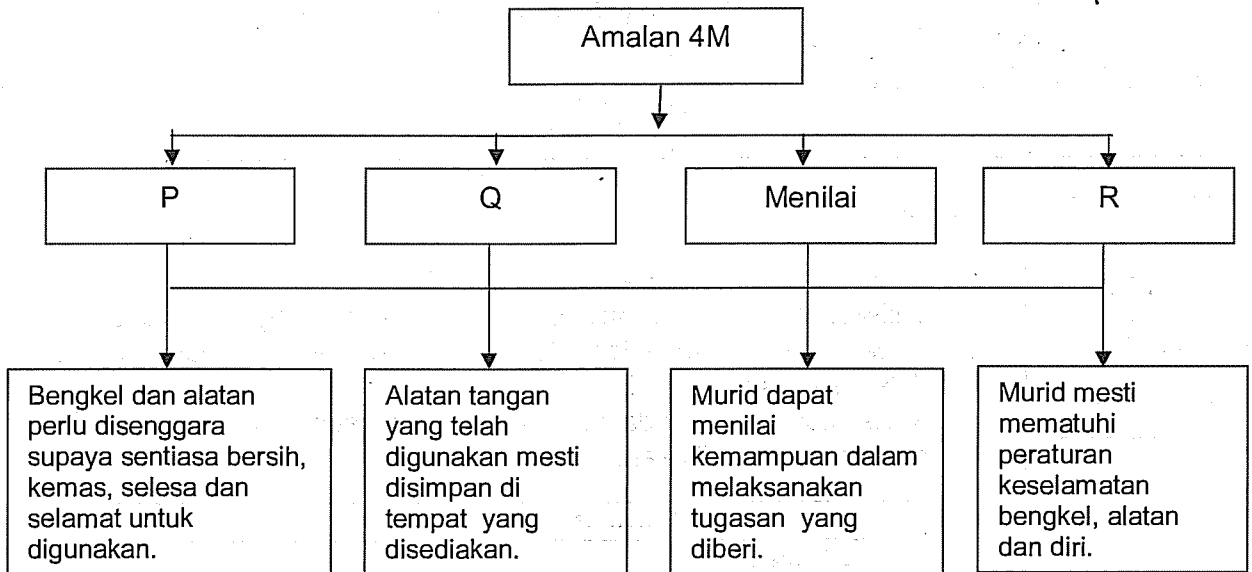 Amalan 4M
P
Q
Menilai
R
Bengkel dan alatan
perlu disenggara
supaya sentiasa bersih,
kemas, selesa dan
selamat untuk
digunakan.
Alatan tangan
yang telah
digunakan mesti
disimpan di
tempat yang
disediakan.
Murid dapat
menilai
kemampuan dalam
melaksanakan
tugasan yang
diberi.
Murid mesti
mematuhi
peraturan
keselamatan
bengkel, alatan
dan diri.